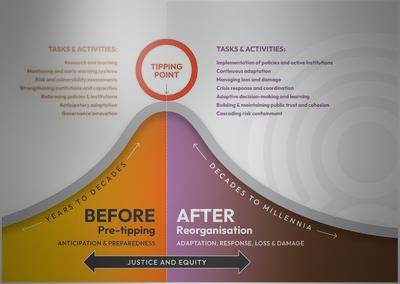 TASKS & ACTIVITIES:
Research and learning
Monitoring and early warning systems
Risk and vulnerability assessments
Strengthening institutions and capacities
Reforming policies & institutions
Anticipatory adaptation
Governance innovation
TIPPING
POINT
TASKS & ACTIVITIES:
Implementation of policies and active institutions
Continuous adaptation
Managing loss and damage
Crisis response and coordination
Adaptive decision-making and learning
Building & maintaining public trust and cohesion
Cascading risk containment
YEARS TO DECADES
DECADES TO MILLENNIA
BEFORE
Pre-tipping
ANTICIPATION & PREPAREDNESS
AFTER
Reorganisation
ADAPTATION, RESPONSE, LOSS & DAMAGE
JUSTICE AND EQUITY